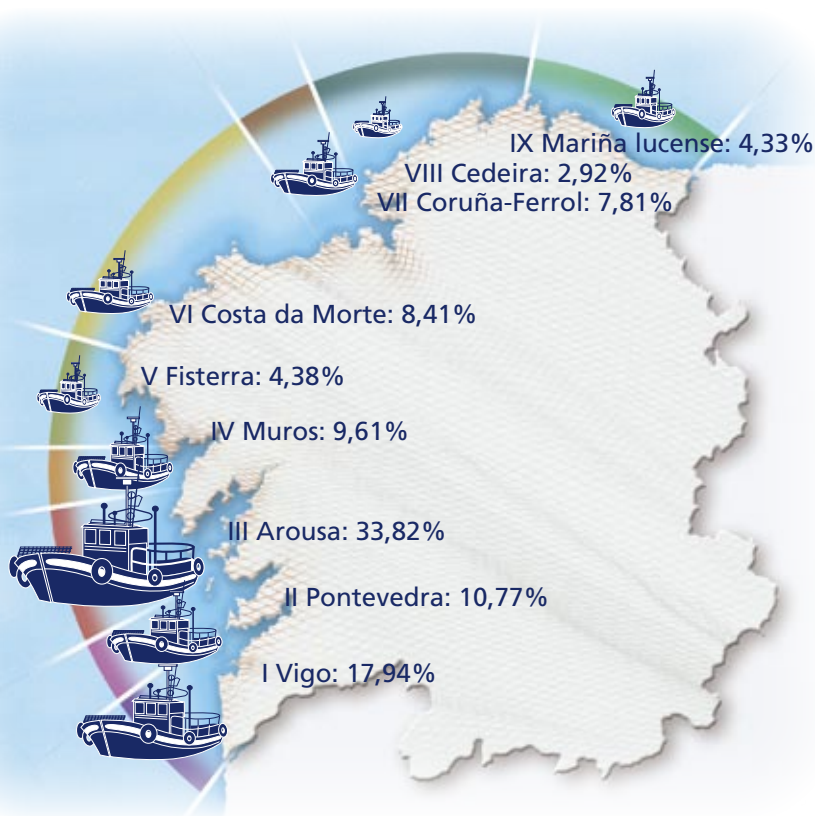 IX Mariña lucense: 4,33%
VIII Cedeira: 2,92%
VII Coruña-Ferrol: 7,81%
VI Costa da Morte: 8,41%
V Fisterra: 4,38%
IV Muros: 9,61%
III Arousa: 33,82%
II Pontevedra: 10,77%
I Vigo: 17,94%